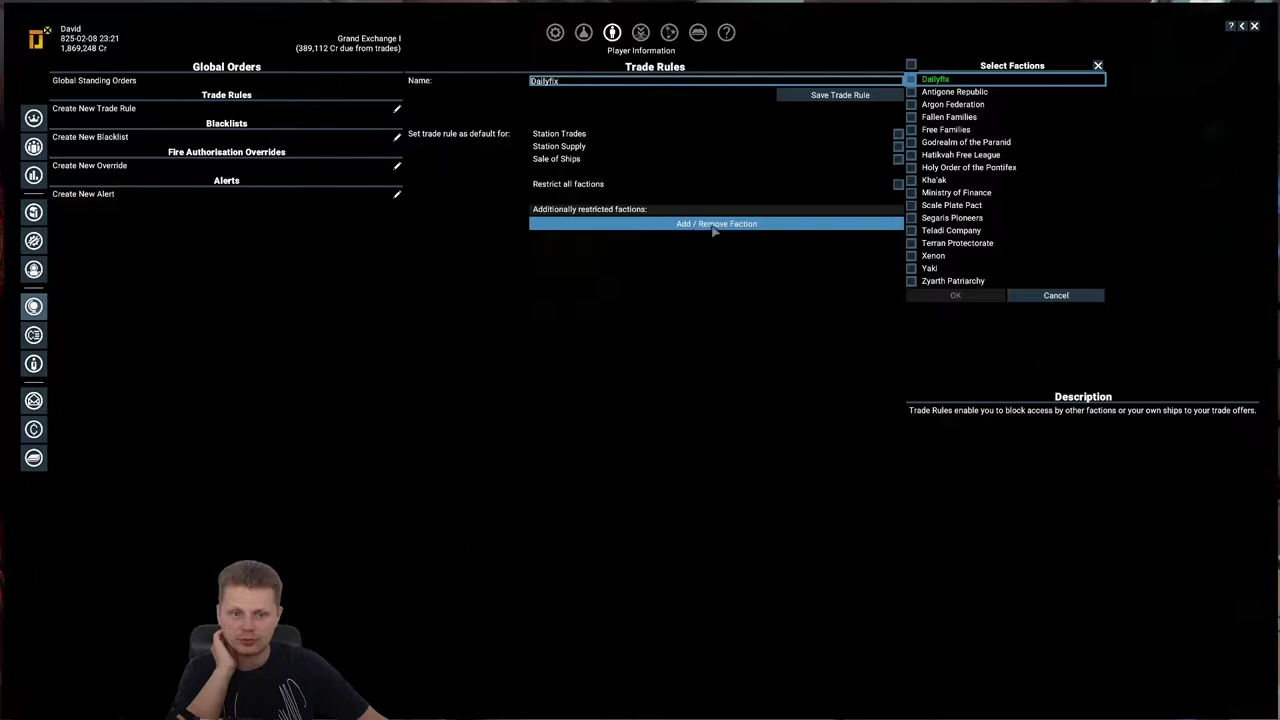 David
825-02-08 23:21
1,869,248 Cr
Grand Exchange I
(389,112 Cr due from trades)
Player Information
Global Orders
Global Standing Orders
Trade Rules
Create New Trade Rule
Blacklists
Create New Blacklist
Fire Authorisation Overrides
Create New Override
Alerts
Create New Alert
Trade Rules
Name:
Dailyfix
Save Trade Rule
Set trade rule as default for:
Station Trades
Station Supply
Sale of Ships
Restrict all factions
Additionally restricted factions:
Add / Remove Faction
Select Factions
Dailyfix
Antigone Republic
Argon Federation
Fallen Families
Free Families
Godrealm of the Paranid
Hatikvah Free League
Holy Order of the Pontifex
Kha'ak
Ministry of Finance
Scale Plate Pact
Segaris Pioneers
Teladi Company
Terran Protectorate
Xenon
Yaki
Zyarth Patriarchy
OK
Cancel
Description
Trade Rules enable you to block access by other factions or your own ships to your trade offers.